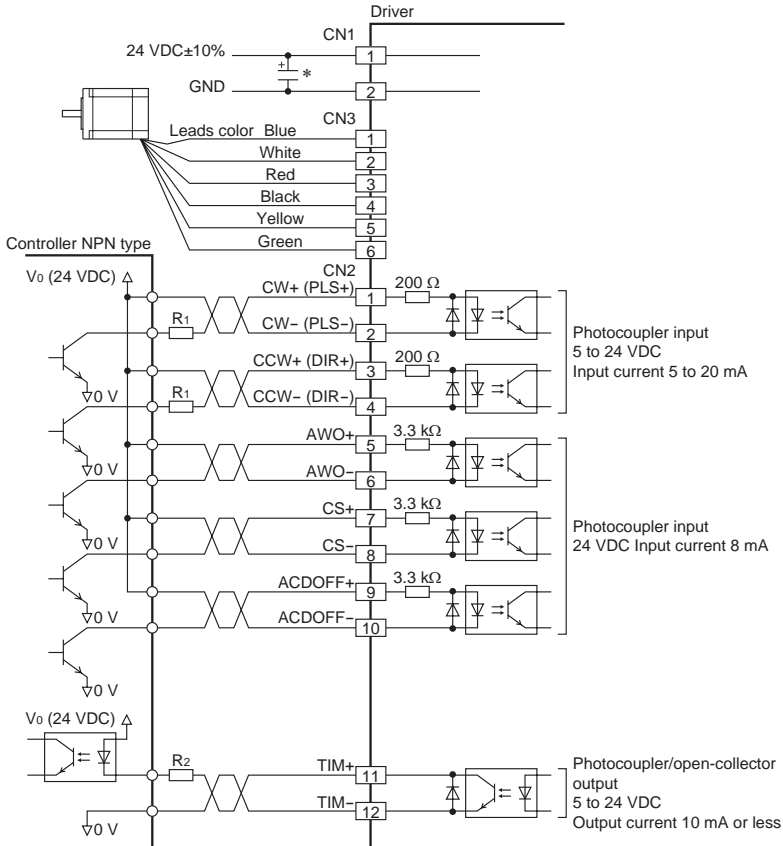 Driver
CN1
24 VDC±10%
1
+
*
GND
2
CN3
Leads color Blue
1
White
2
Red
3
Black
4
Yellow
5
Green
6
Controller NPN type
CN2
V0 (24 VDC)
CW+ (PLS+)
1
200 Ω
R1
CW− (PLS−)
2
Photocoupler input
5 to 24 VDC
Input current 5 to 20 mA
CCW+ (DIR+)
3
200 Ω
0 V
R1
CCW− (DIR−)
4
AWO+
5
3.3 kΩ
0 V
AWO−
6
CS+
7
3.3 kΩ
Photocoupler input
24 VDC Input current 8 mA
0 V
CS−
8
ACDOFF+
9
3.3 kΩ
0 V
ACDOFF−
10
0 V
V0 (24 VDC)
R2
TIM+
11
Photocoupler/open-collector
output
5 to 24 VDC
Output current 10 mA or less
TIM−
12
0 V